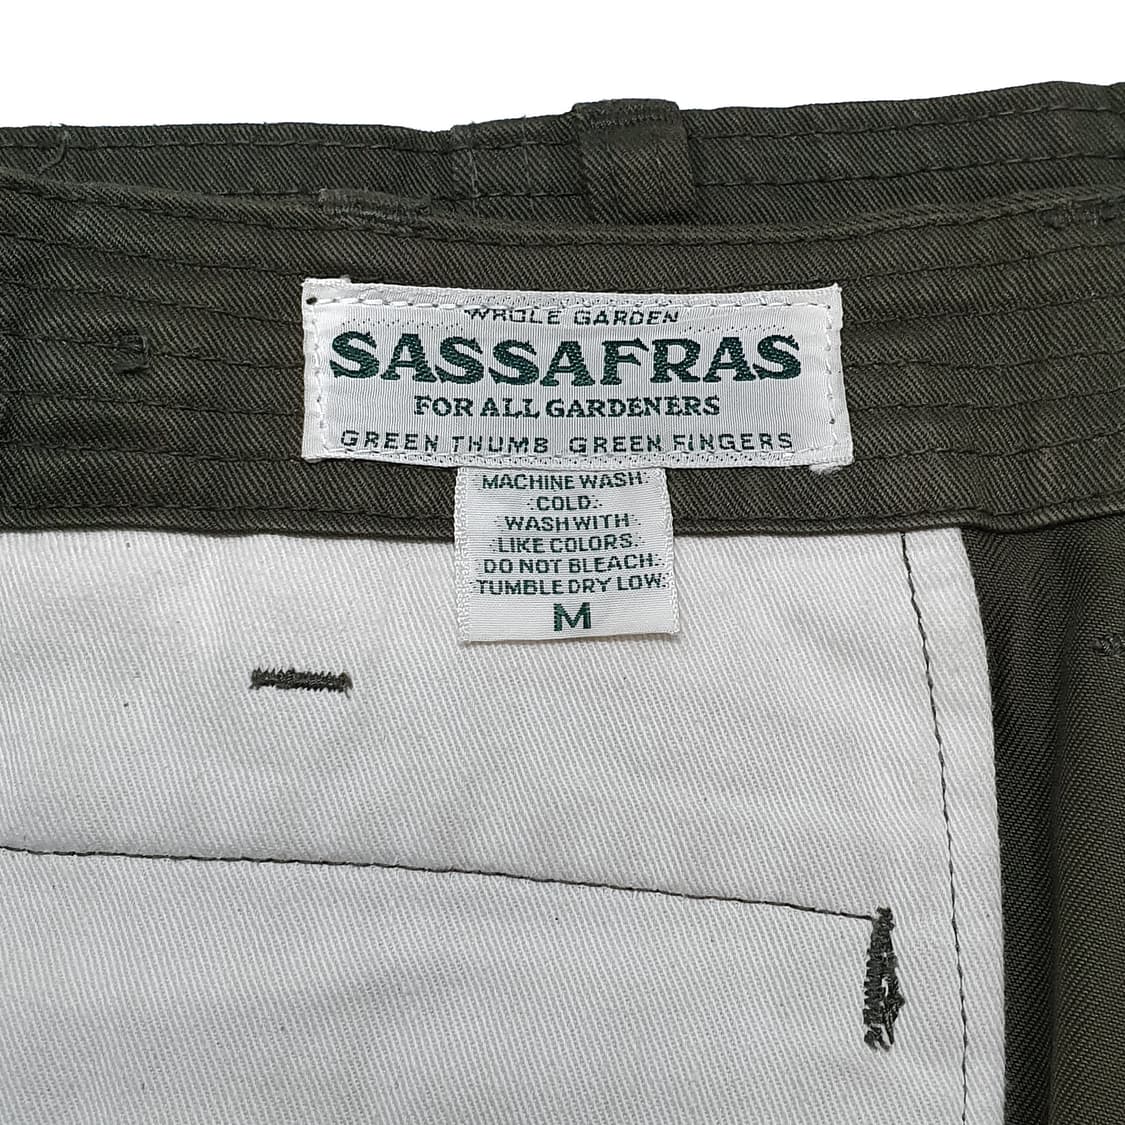 WHOLE GARDEN
SASSAFRAS
FOR ALL GARDENERS
GREEN THUMB GREEN FINGERS
MACHINE WASH
COLD.
WASH WITH
LIKE COLORS.
DO NOT BLEACH.
TUMBLE DRY LOW.
M